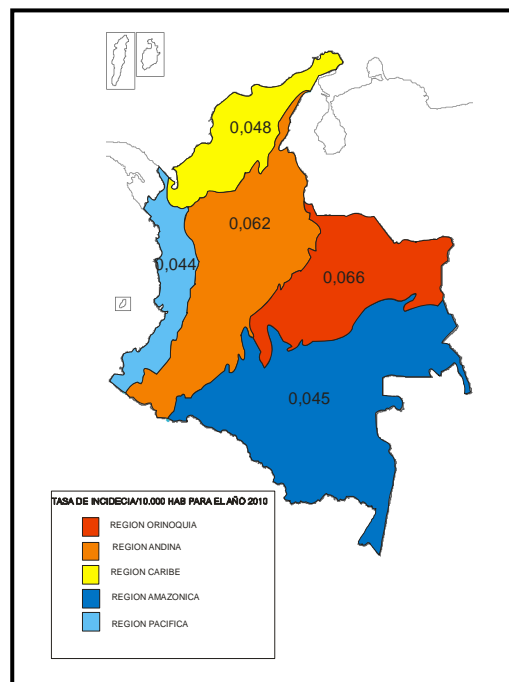 0,048
0,062
0,044
0,066
0,045
TASA DE INCIDECIA/10.000 HAB PARA EL AÑO 2010
REGION ORINOQUIA
REGION ANDINA
REGION CARIBE
REGION AMAZONICA
REGION PACIFICA